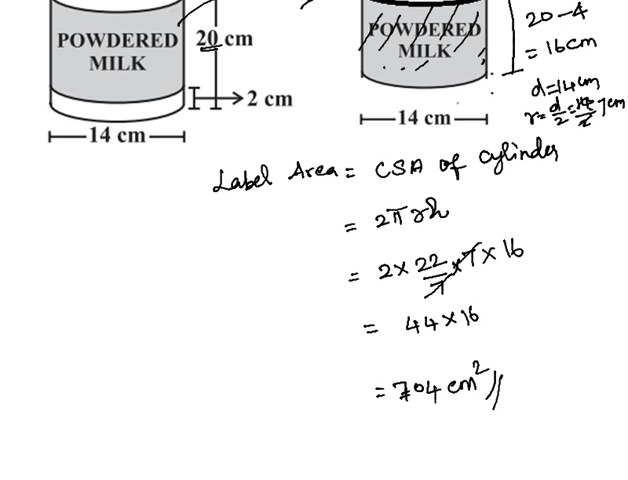 POWDERED
MILK
20 cm
2 cm
14 cm
POWDERED
MILK
14 cm
20-4
= 16cm
d=14cm
r=d/2=14/2 7cm
Label Area = CSA of cylinder
= 2πrh
= 2×22/7×7×16
= 44×16
= 704 cm²//